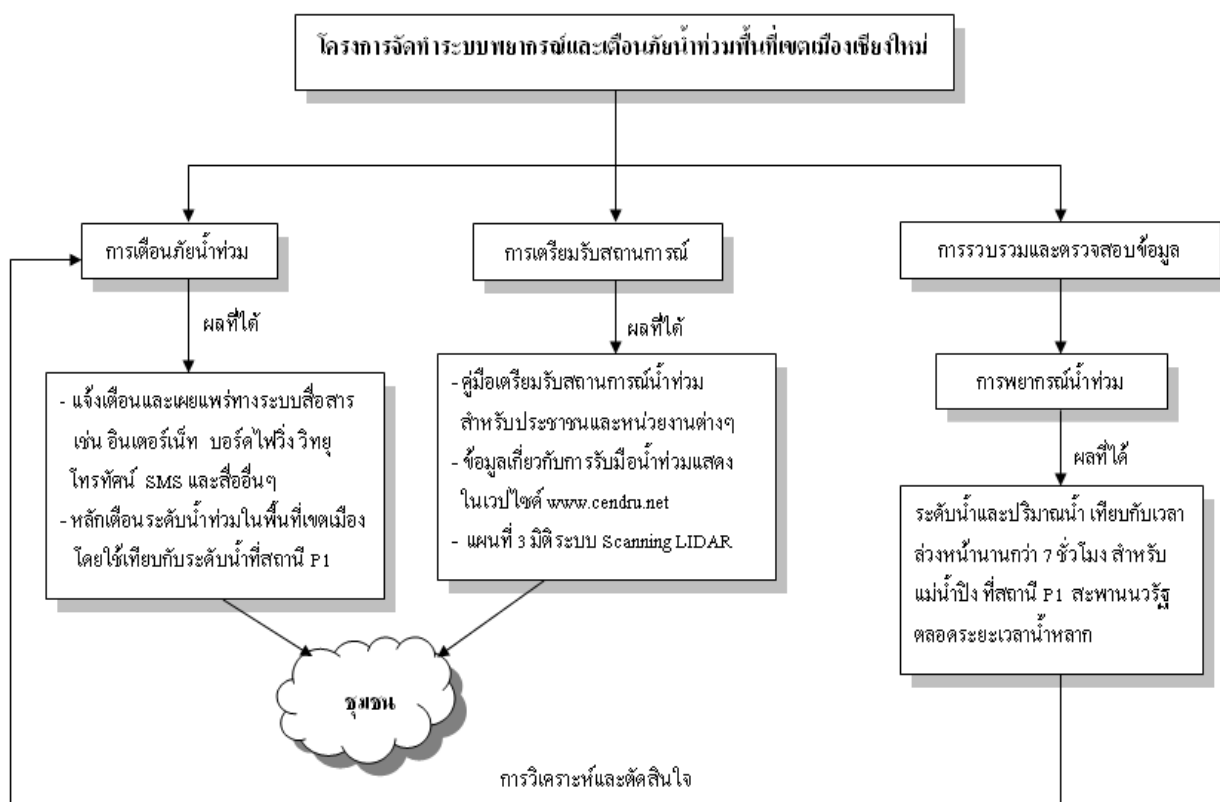 โครงการจัดทำระบบพยากรณ์และเตือนภัยน้ำท่วมพื้นที่เขตเมืองเชียงใหม่
การเตือนภัยน้ำท่วม
การเตรียมรับสถานการณ์
การรวบรวมและตรวจสอบข้อมูล
ผลที่ได้
ผลที่ได้
การพยากรณ์น้ำท่วม
ผลที่ได้
- แจ้งเตือนและเผยแพร่ทางระบบสื่อสาร
เช่น อินเตอร์เน็ท บอร์ดไฟวิ่ง วิทยุ
โทรทัศน์ SMS และสื่ออื่นๆ
- หลักเตือนระดับน้ำท่วมในพื้นที่เขตเมือง
โดยใช้เทียบกับระดับน้ำที่สถานี P1
- คู่มือเตรียมรับสถานการณ์น้ำท่วม
สำหรับประชาชนและหน่วยงานต่างๆ
- ข้อมูลเกี่ยวกับการรับมือน้ำท่วมแสดง
ในเวปไซด์ www.cendru.net
- แผนที่ 3 มิติ ระบบ Scanning LIDAR
ระดับน้ำและปริมาณน้ำ เทียบกับเวลา
ล่วงหน้านานกว่า 7 ชั่วโมง สำหรับ
แม่น้ำปิง ที่สถานี P1 สะพานนวรัฐ
ตลอดระยะเวลาน้ำหลาก
ชุมชน
การวิเคราะห์และตัดสินใจ